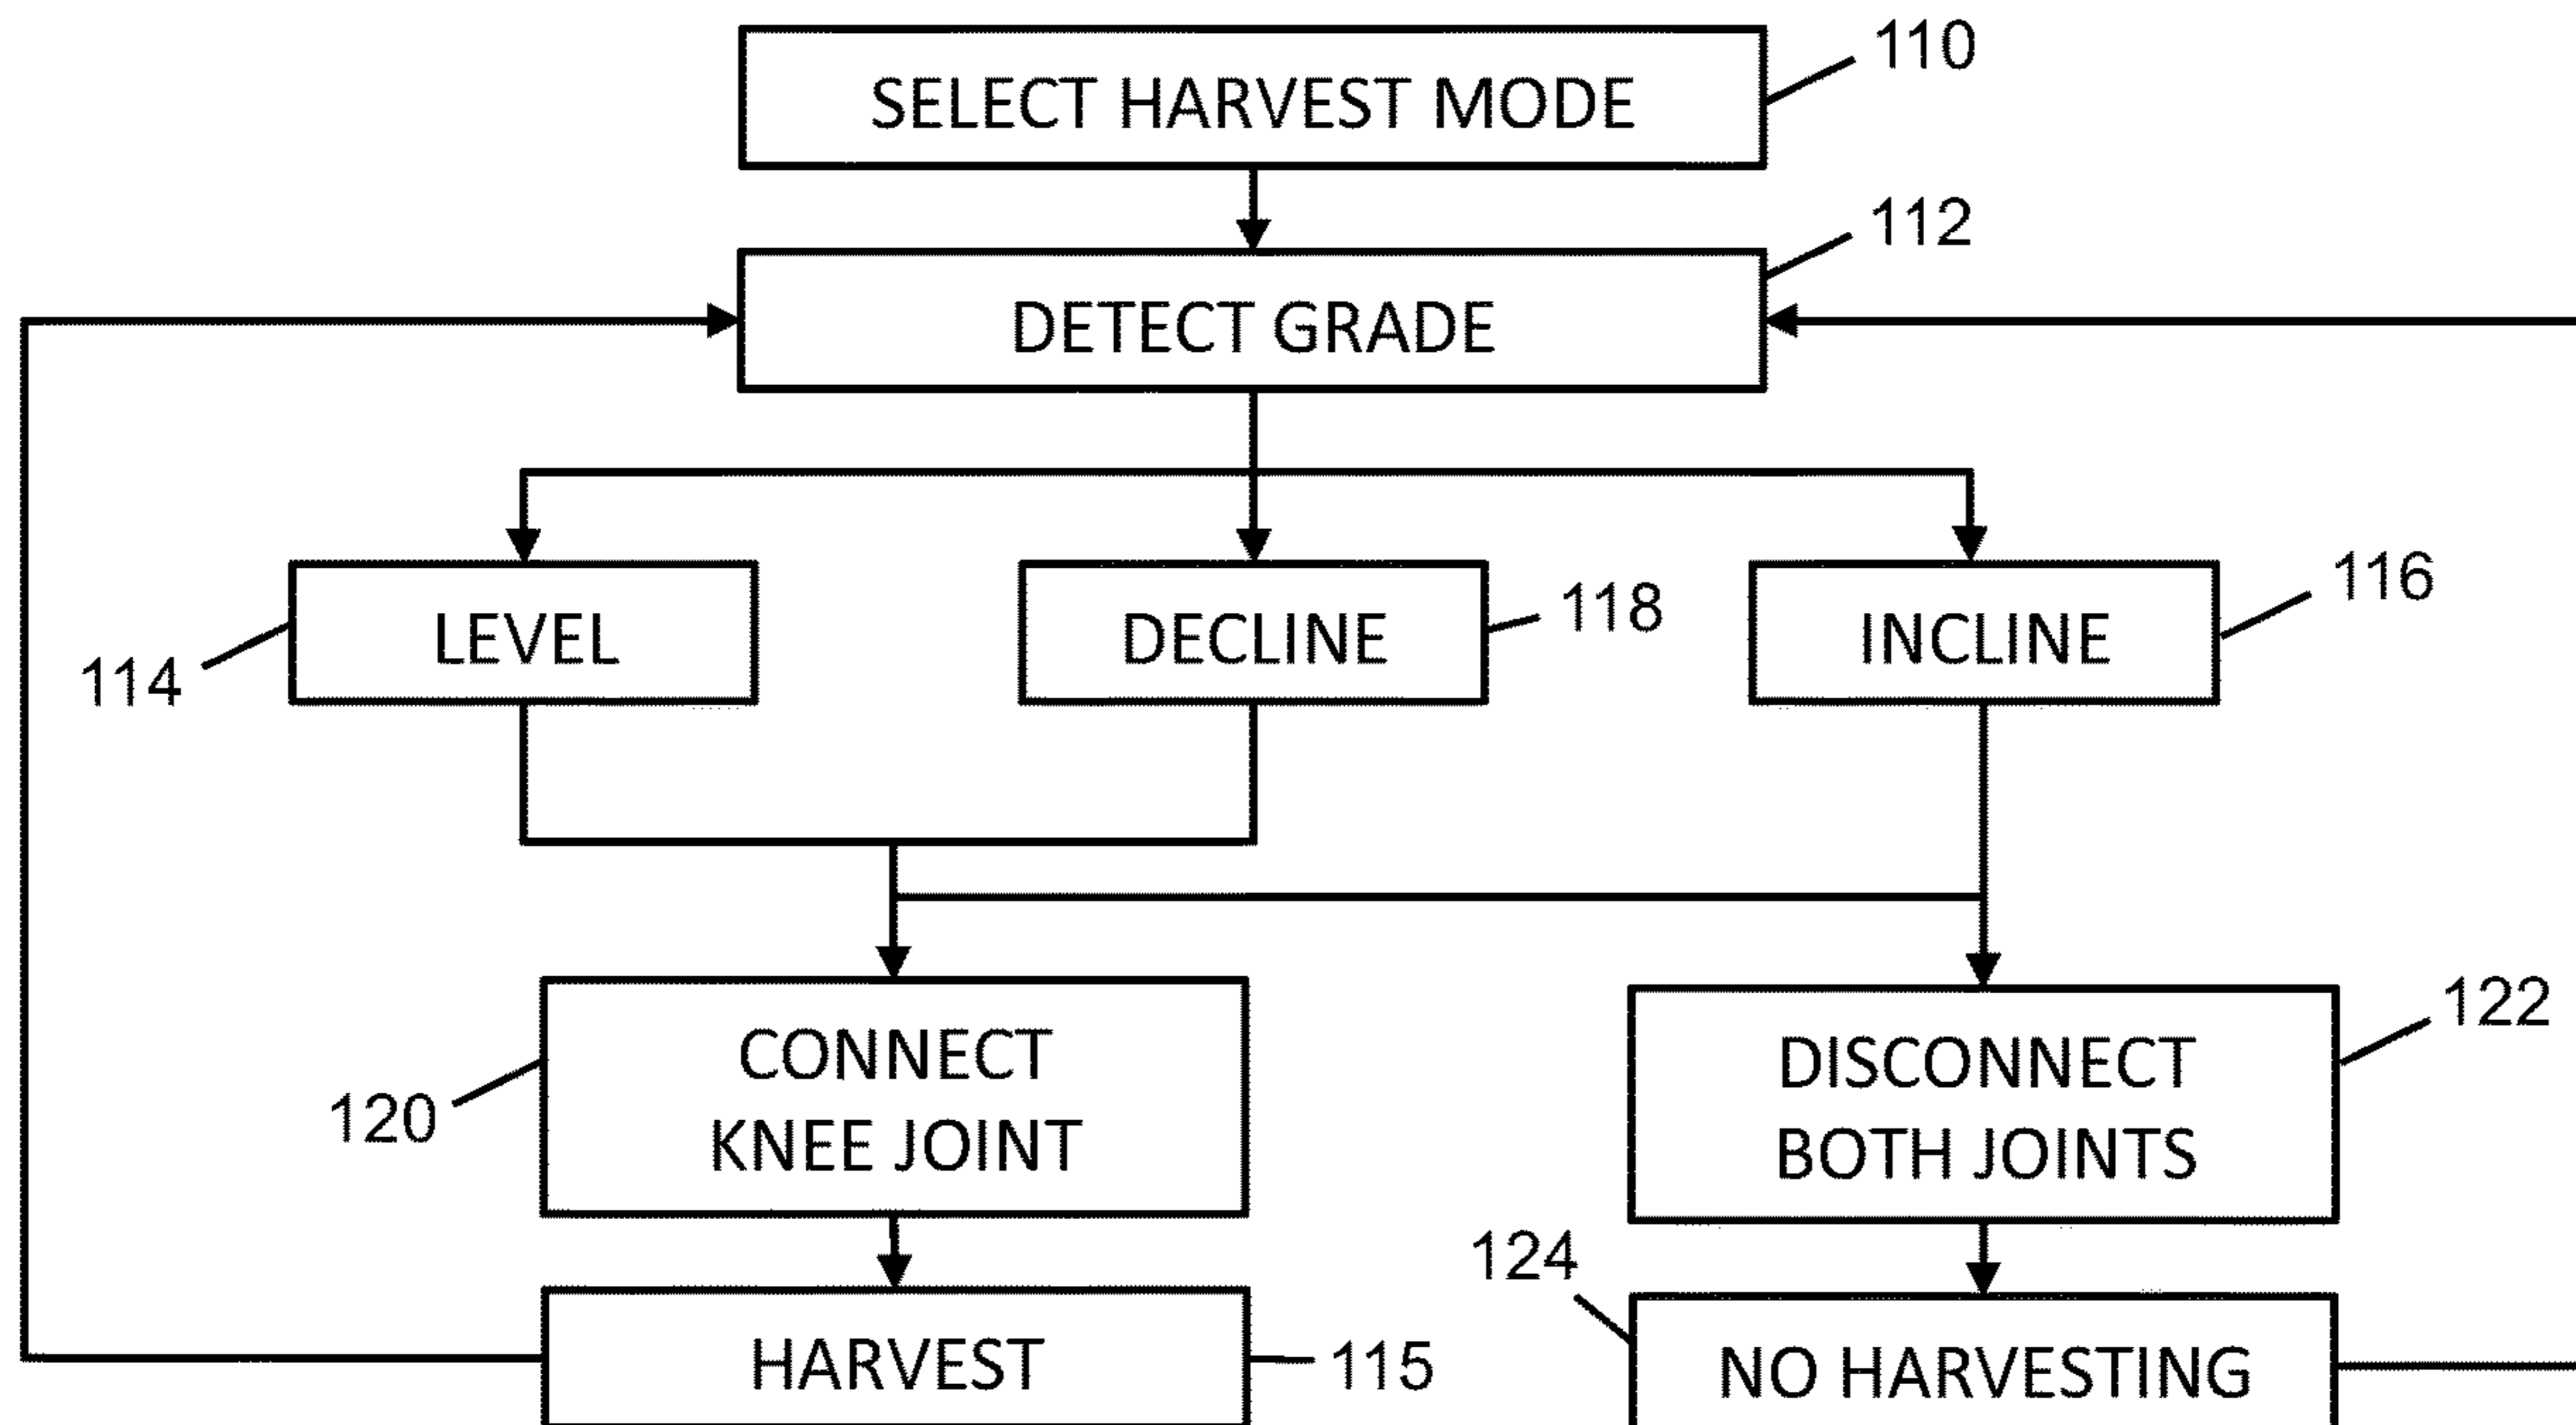 SELECT HARVEST MODE
110
DETECT GRADE
112
LEVEL
114
DECLINE
118
INCLINE
116
CONNECT
KNEE JOINT
120
DISCONNECT
BOTH JOINTS
122
HARVEST
115
124
NO HARVESTING